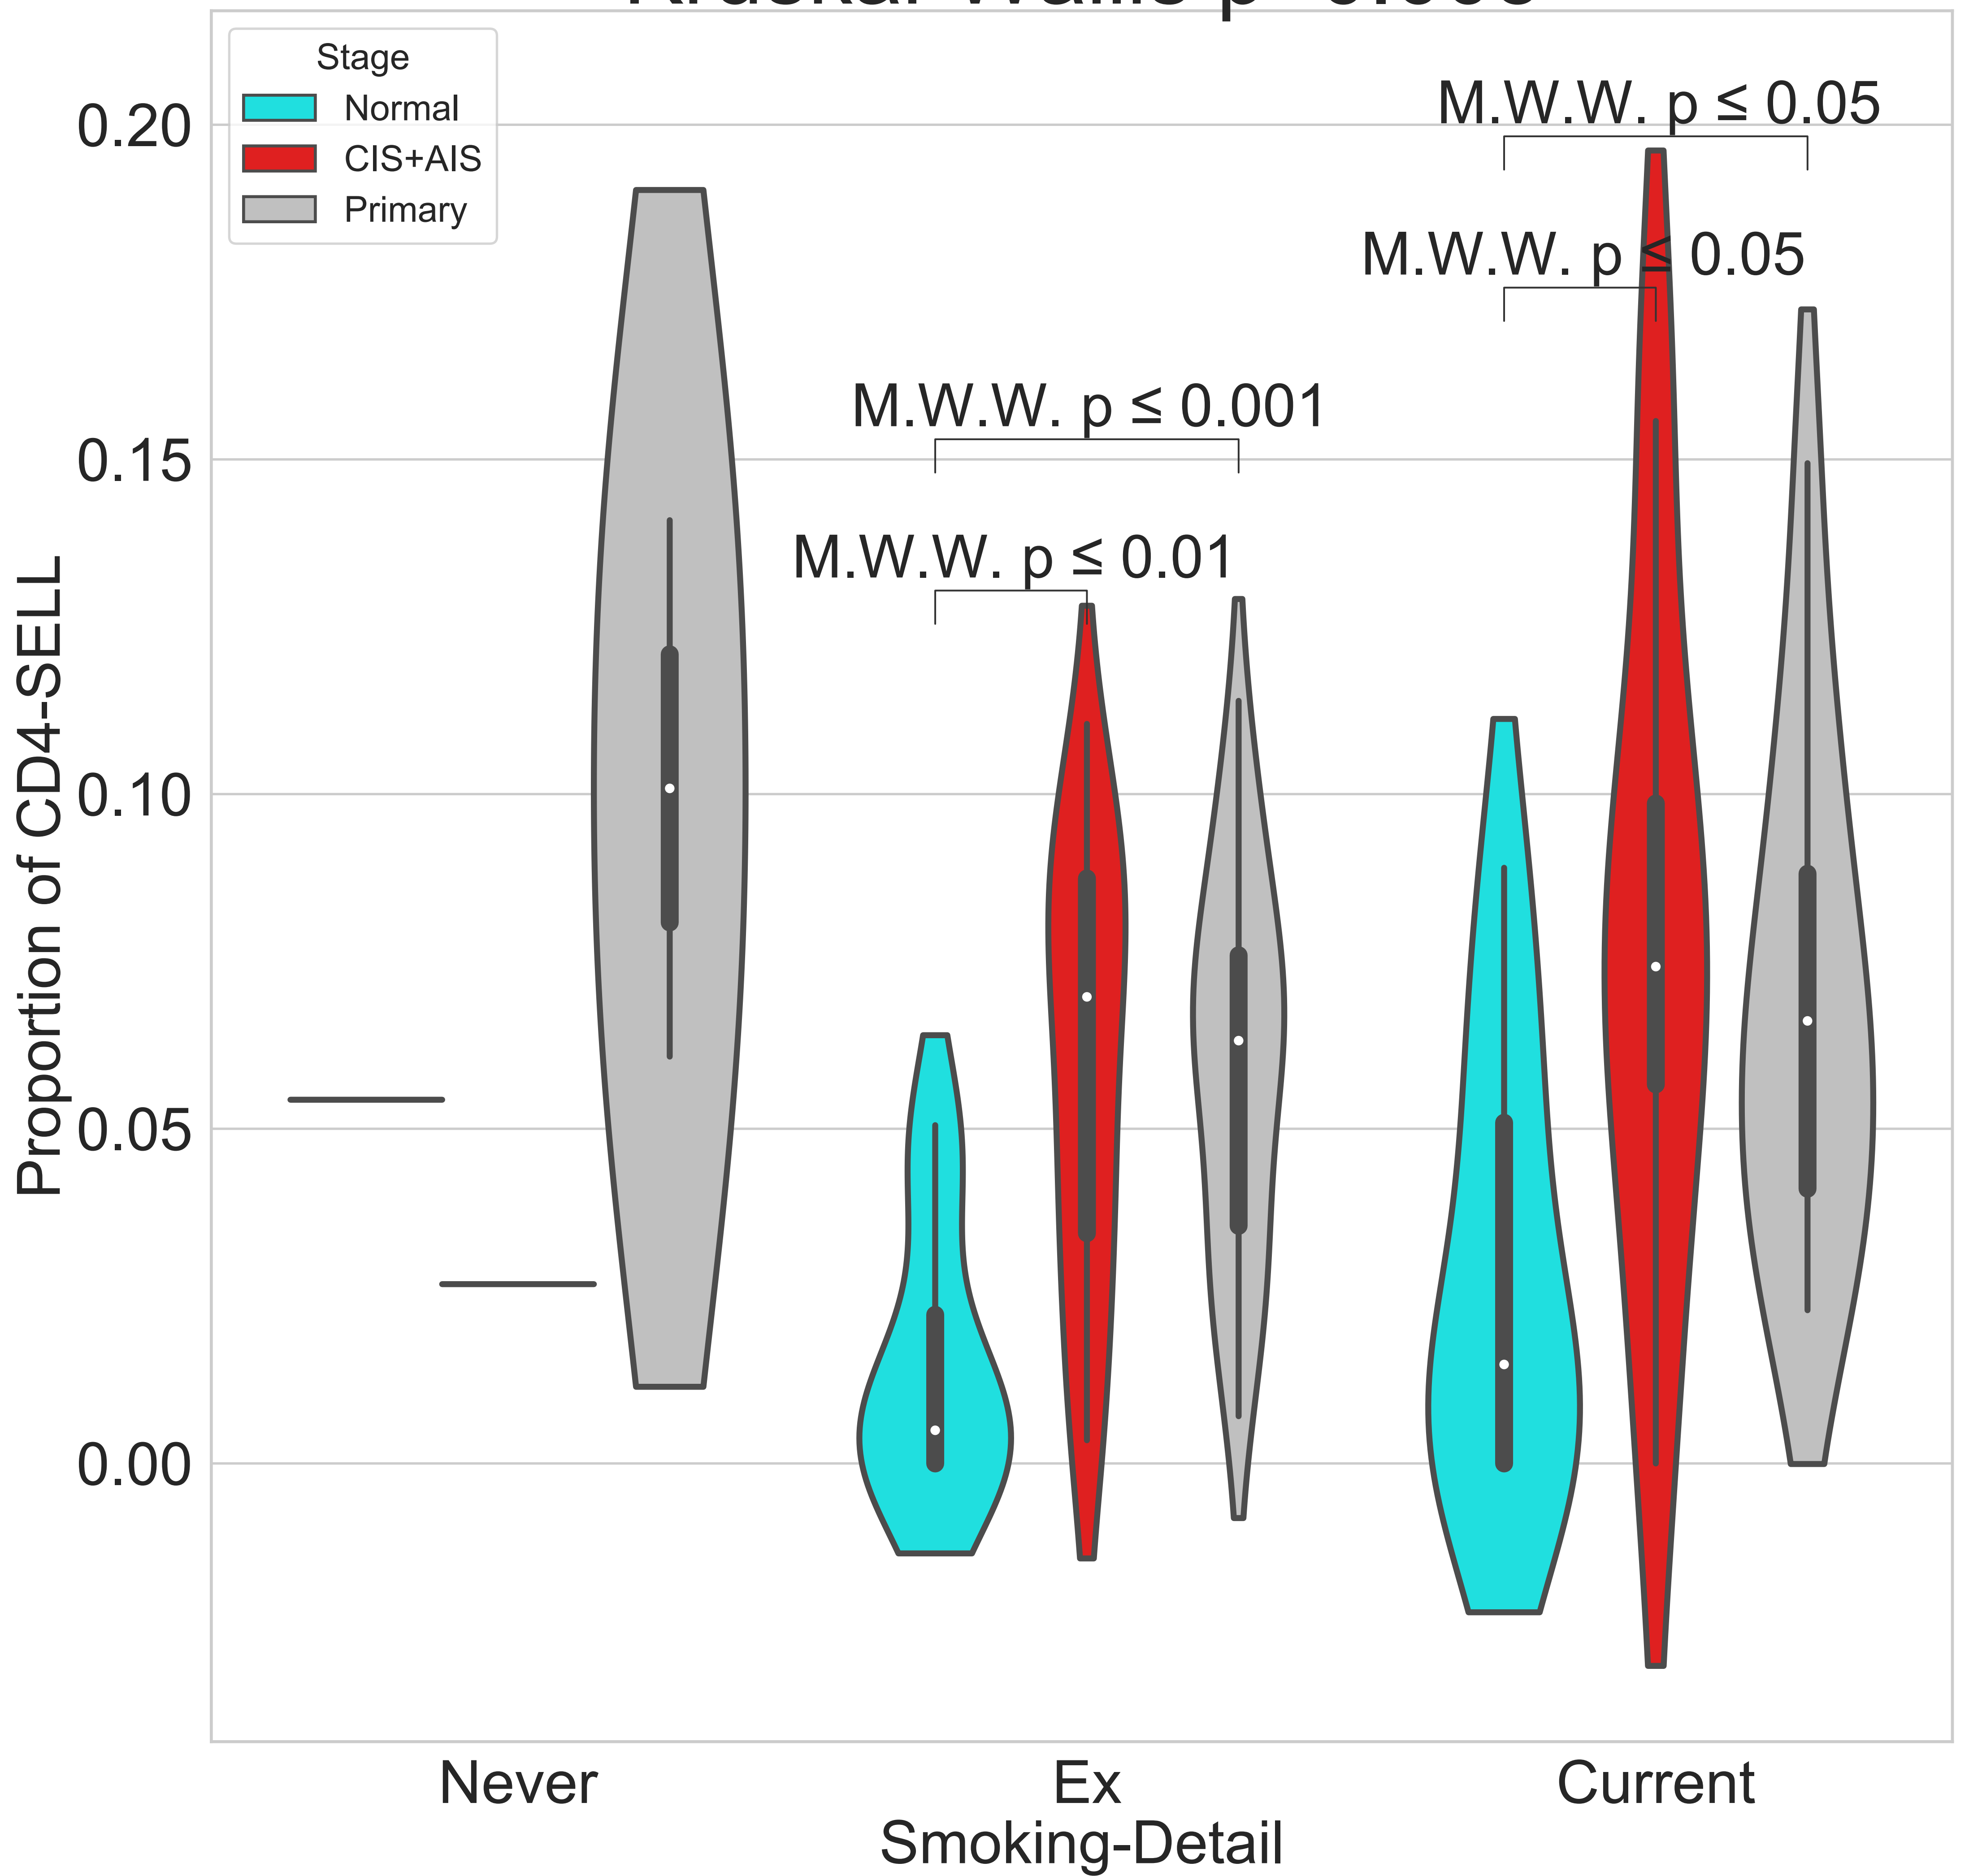 Stage
Normal
CIS+AIS
Primary
M.W.W. p ≤ 0.05
M.W.W. p ≤ 0.05
M.W.W. p ≤ 0.001
M.W.W. p ≤ 0.01
0.20
0.15
0.10
0.05
0.00
Proportion of CD4-SELL
Never
Ex
Current
Smoking-Detail